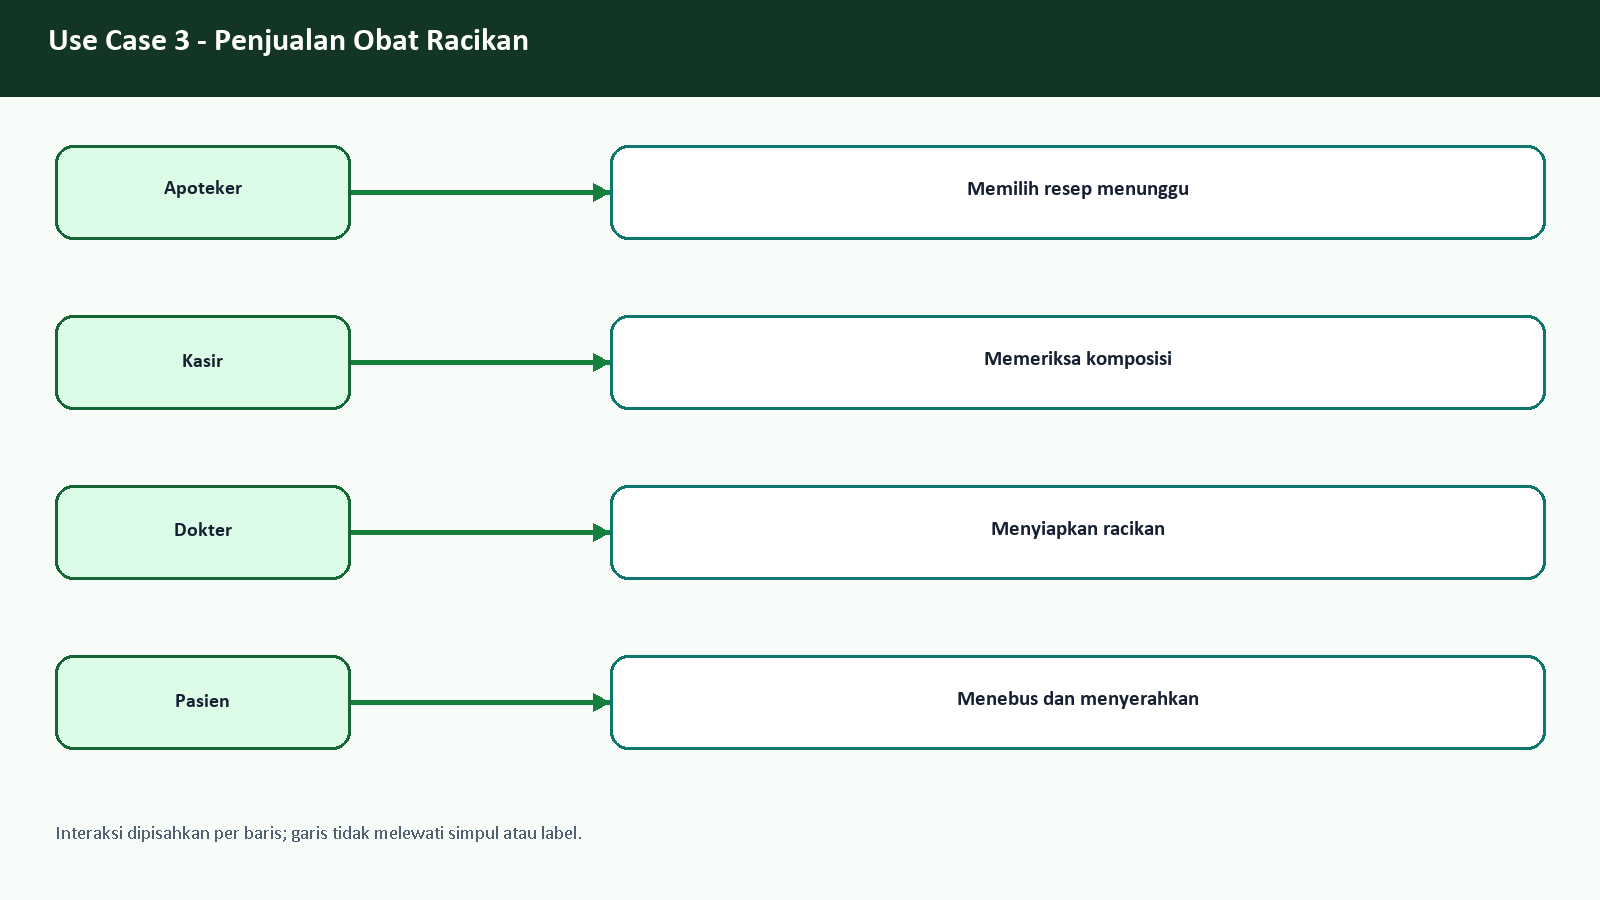 Use Case 3 - Penjualan Obat Racikan
Apoteker
Memilih resep menunggu
Kasir
Memeriksa komposisi
Dokter
Menyiapkan racikan
Pasien
Menebus dan menyerahkan
Interaksi dipisahkan per baris; garis tidak melewati simpul atau label.